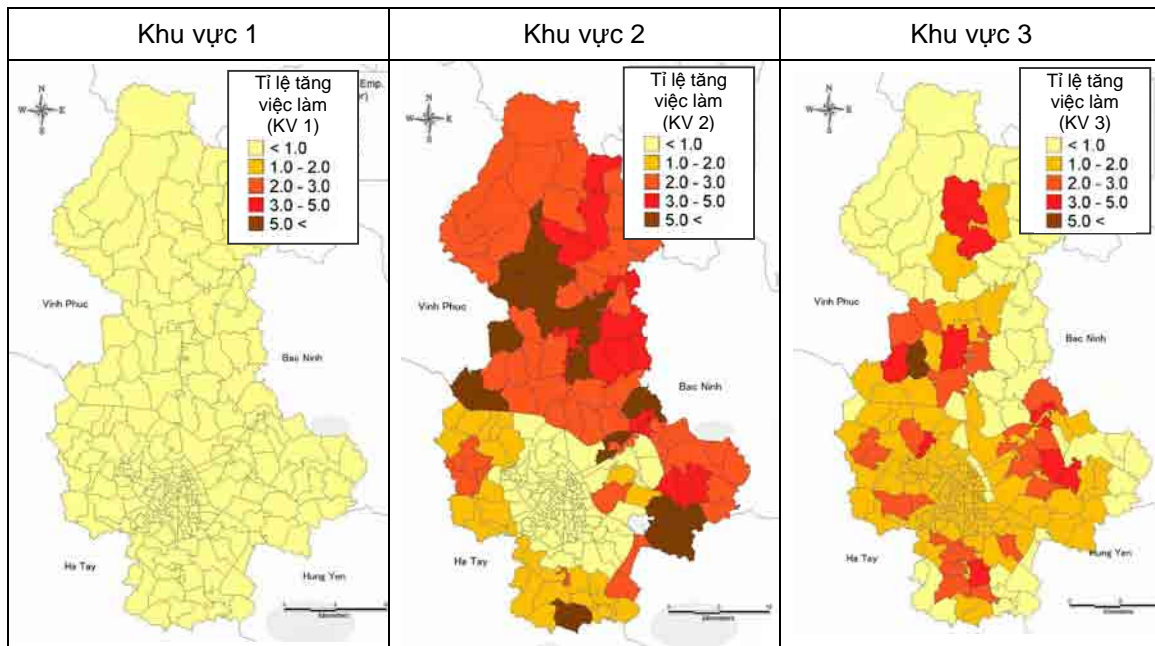 Khu vực 1
Khu vực 2
Khu vực 3
N
W E
S
Emp.
r)
Tỉ lệ tăng
việc làm
(KV 1)
< 1.0
1.0 - 2.0
2.0 - 3.0
3.0 - 5.0
5.0 <
Vinh Phuc
Bac Ninh
Ha Tay
Hung Yen
N
W E
S
Tỉ lệ tăng
việc làm
(KV 2)
< 1.0
1.0 - 2.0
2.0 - 3.0
3.0 - 5.0
5.0 <
Vinh Phuc
Bac Ninh
Ha Tay
N
W E
S
Tỉ lệ tăng
việc làm
(KV 3)
< 1.0
1.0 - 2.0
2.0 - 3.0
3.0 - 5.0
5.0 <
Vinh Phuc
Bac Ninh
Ha Tay
Hung Yen